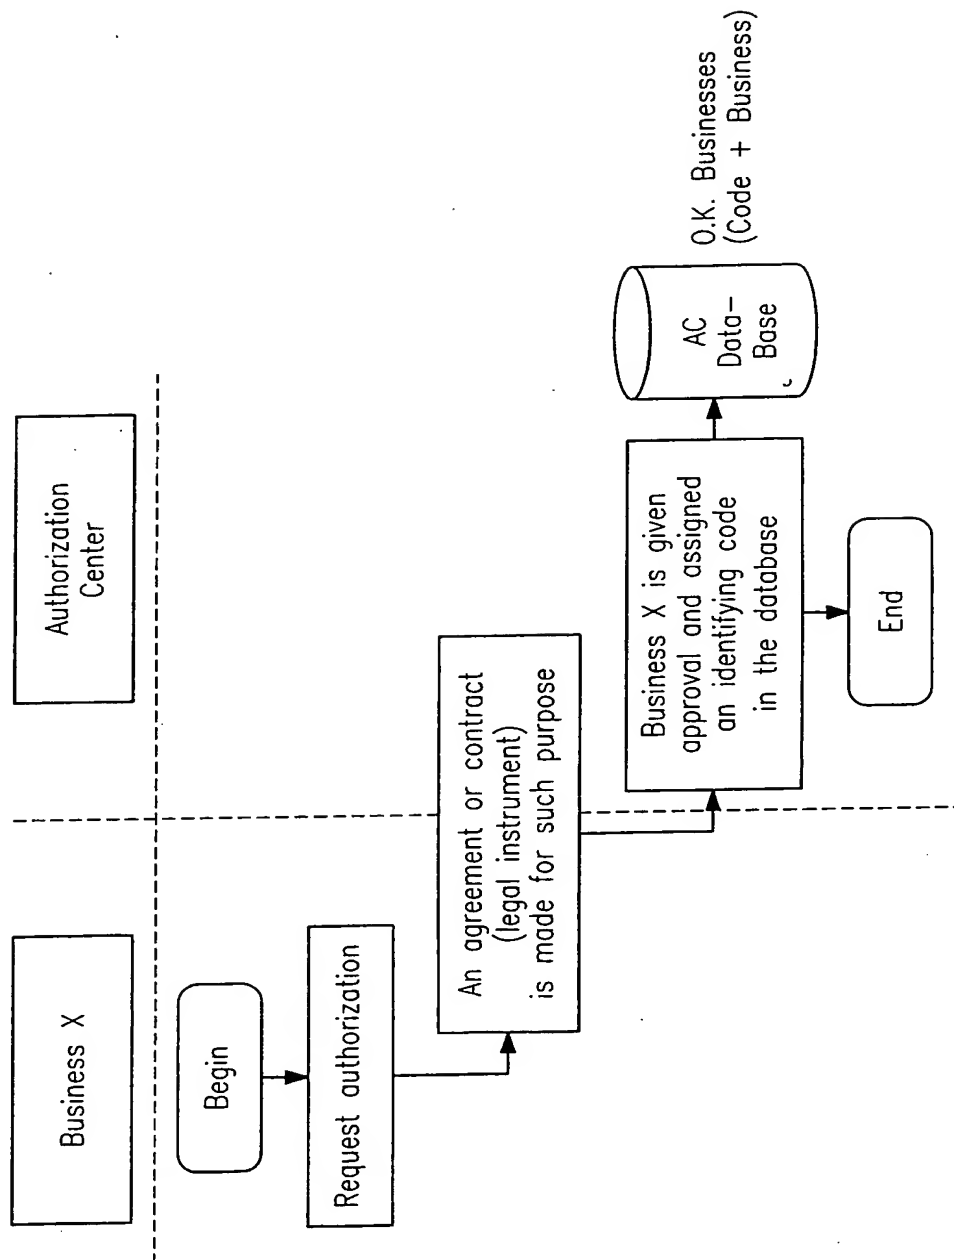 Business X
Authorization
Center
Begin
Request authorization
An agreement or contract
(legal instrument)
is made for such purpose
Business X is given
approval and assigned
an identifying code
in the database
AC
Data-
Base
O.K. Businesses
(Code + Business)
End